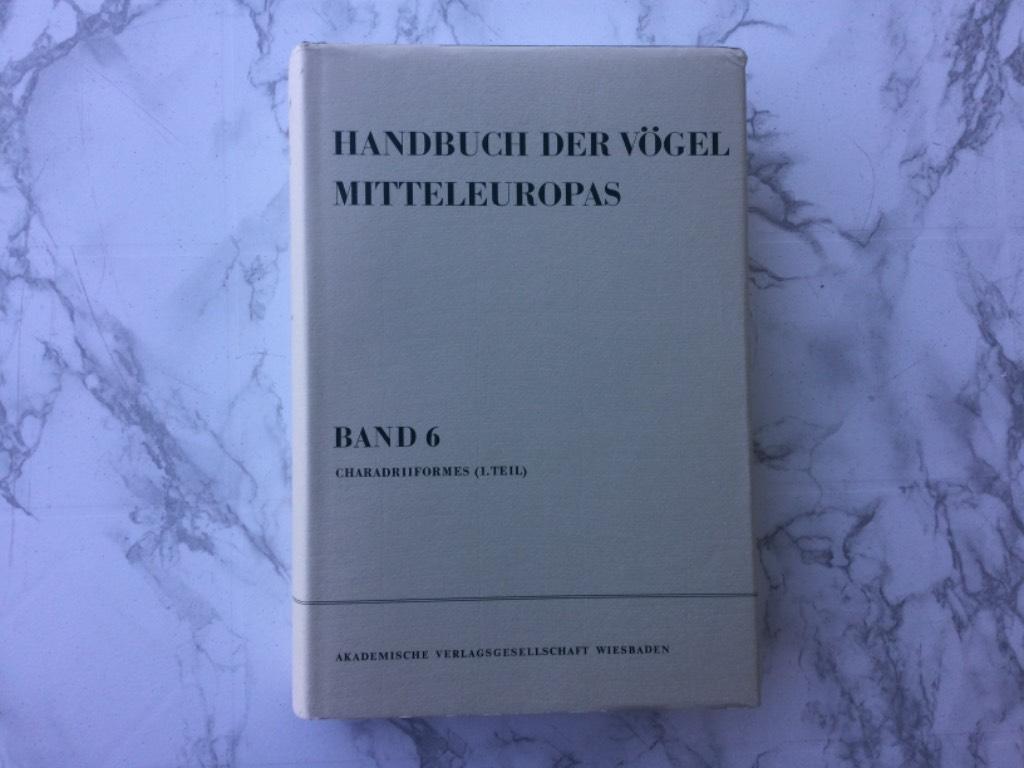 HANDBUCH DER VÖGEL
MITTELEUROPAS
BAND 6
CHARADRIIFORMES (1. TEIL)
AKADEMISCHE VERLAGSGESELLSCHAFT WIESBADEN